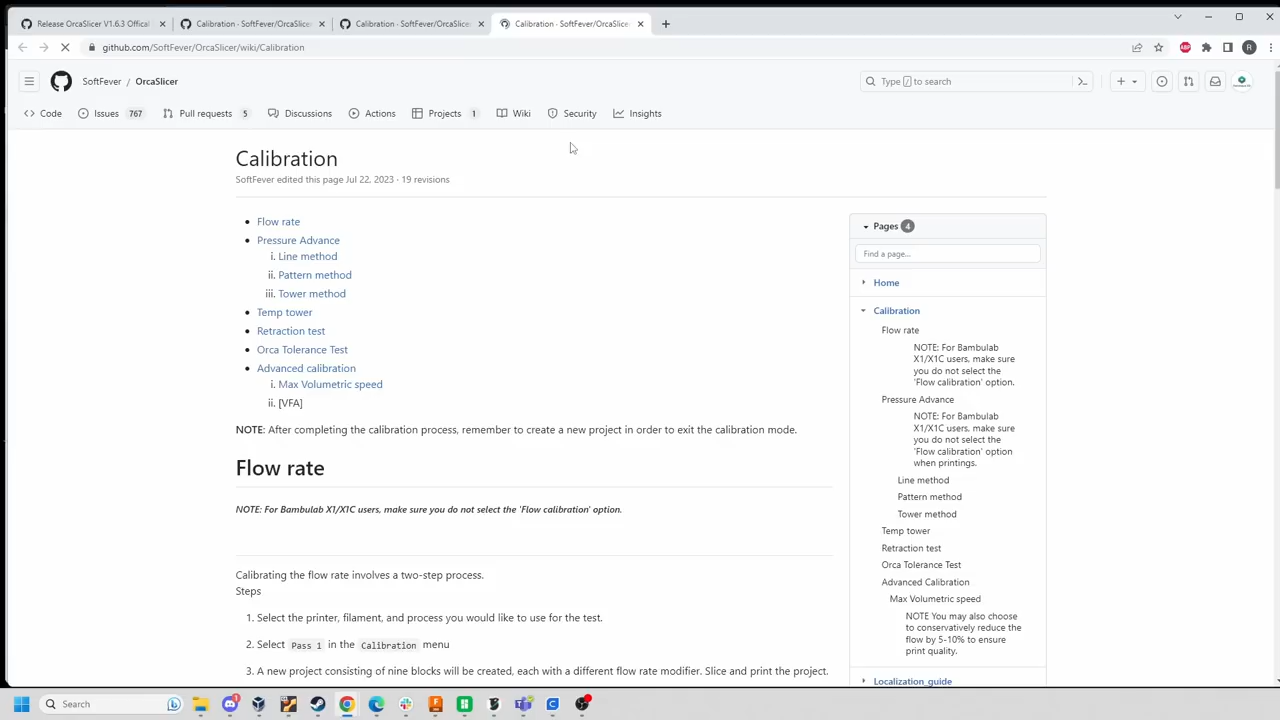 Release OrcaSlicer V1.6.3 Offical
Calibration · SoftFever/OrcaSlicer
Calibration · SoftFever/OrcaSlice
Calibration · SoftFever/OrcaSlice
github.com/SoftFever/OrcaSlicer/wiki/Calibration
R
SoftFever / OrcaSlicer
Type / to search
Code
Issues 767
Pull requests 5
Discussions
Actions
Projects 1
Wiki
Security
Insights
Calibration
SoftFever edited this page Jul 22, 2023 · 19 revisions
Flow rate
Pressure Advance
i. Line method
ii. Pattern method
iii. Tower method
Temp tower
Retraction test
Orca Tolerance Test
Advanced calibration
i. Max Volumetric speed
ii. [VFA]
NOTE: After completing the calibration process, remember to create a new project in order to exit the calibration mode.
Flow rate
NOTE: For Bambulab X1/X1C users, make sure you do not select the 'Flow calibration' option.
Calibrating the flow rate involves a two-step process.
Steps
1. Select the printer, filament, and process you would like to use for the test.
2. Select Pass 1 in the Calibration menu
3. A new project consisting of nine blocks will be created, each with a different flow rate modifier. Slice and print the project.
Pages 4
Find a page...
Home
Calibration
Flow rate
NOTE: For Bambulab
X1/X1C users, make sure
you do not select the
'Flow calibration' option.
Pressure Advance
NOTE: For Bambulab
X1/X1C users, make sure
you do not select the
'Flow calibration' option
when printings.
Line method
Pattern method
Tower method
Temp tower
Retraction test
Orca Tolerance Test
Advanced Calibration
Max Volumetric speed
NOTE You may also choose
to conservatively reduce the
flow by 5-10% to ensure
print quality.
Localization_guide
Search